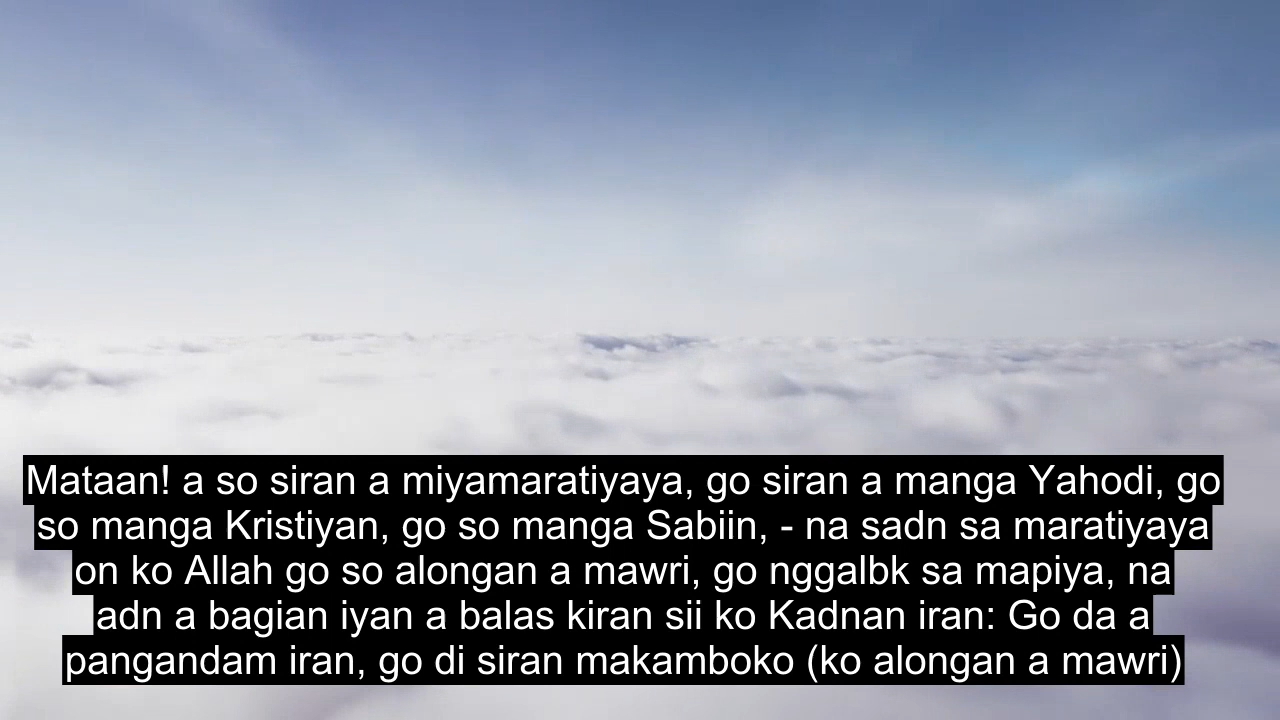 Mataan! a so siran a miyamaratiyaya, go siran a manga Yahodi, go
so manga Kristiyan, go so manga Sabiin, - na sadn sa maratiyaya
on ko Allah go so alongan a mawri, go nggalbk sa mapiya, na
adn a bagian iyan a balas kiran sii ko Kadnan iran: Go da a
pangandam iran, go di siran makamboko (ko alongan a mawri)